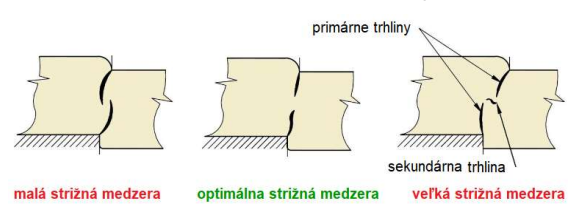 primárne trhliny
sekundárna trhlina
malá strižná medzera
optimálna strižná medzera
veľká strižná medzera